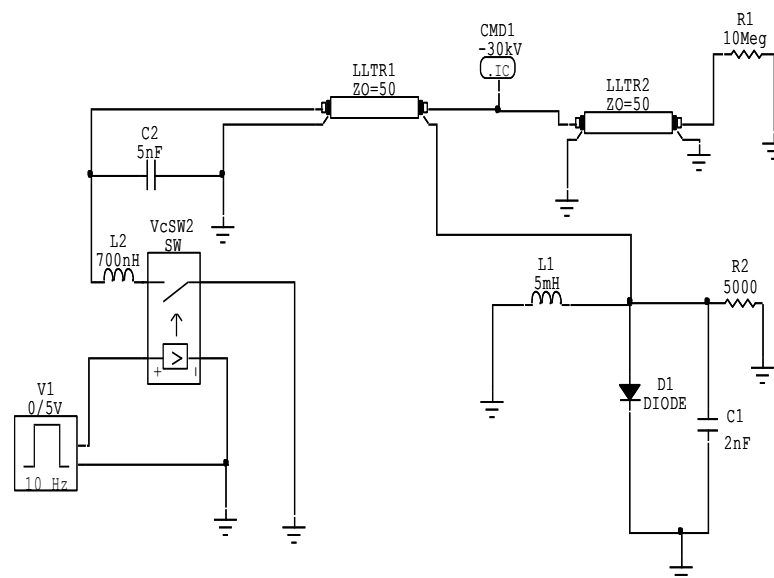 R1
10Meg
CMD1
-30kV
.IC
LLTR1
ZO=50
LLTR2
ZO=50
C2
5nF
VcSW2
SW
L2
700nH
L1
5mH
R2
5000
+ -
D1
DIODE
C1
2nF
V1
0/5V
10 Hz